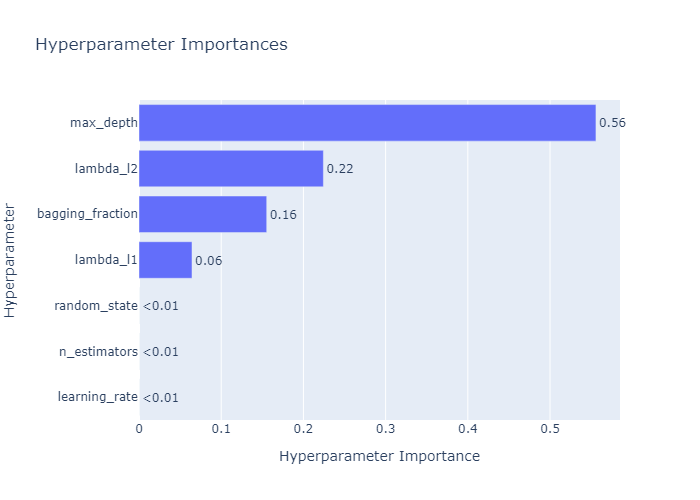 Hyperparameter Importances
Hyperparameter
max_depth 0.56
lambda_l2 0.22
bagging_fraction 0.16
lambda_l1 0.06
random_state <0.01
n_estimators <0.01
learning_rate <0.01
0 0.1 0.2 0.3 0.4 0.5
Hyperparameter Importance